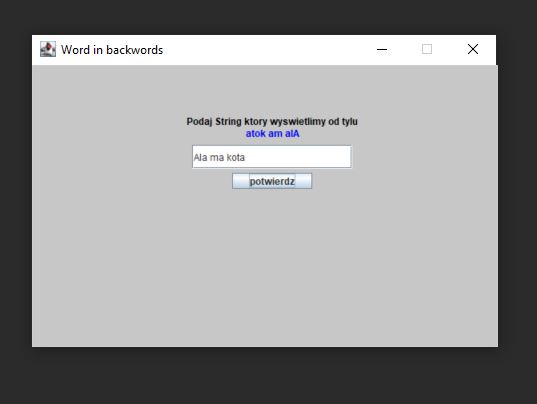 Word in backwords
Podaj String ktory wyswietlimy od tylu
atok am alA
Ala ma kota
potwierdz